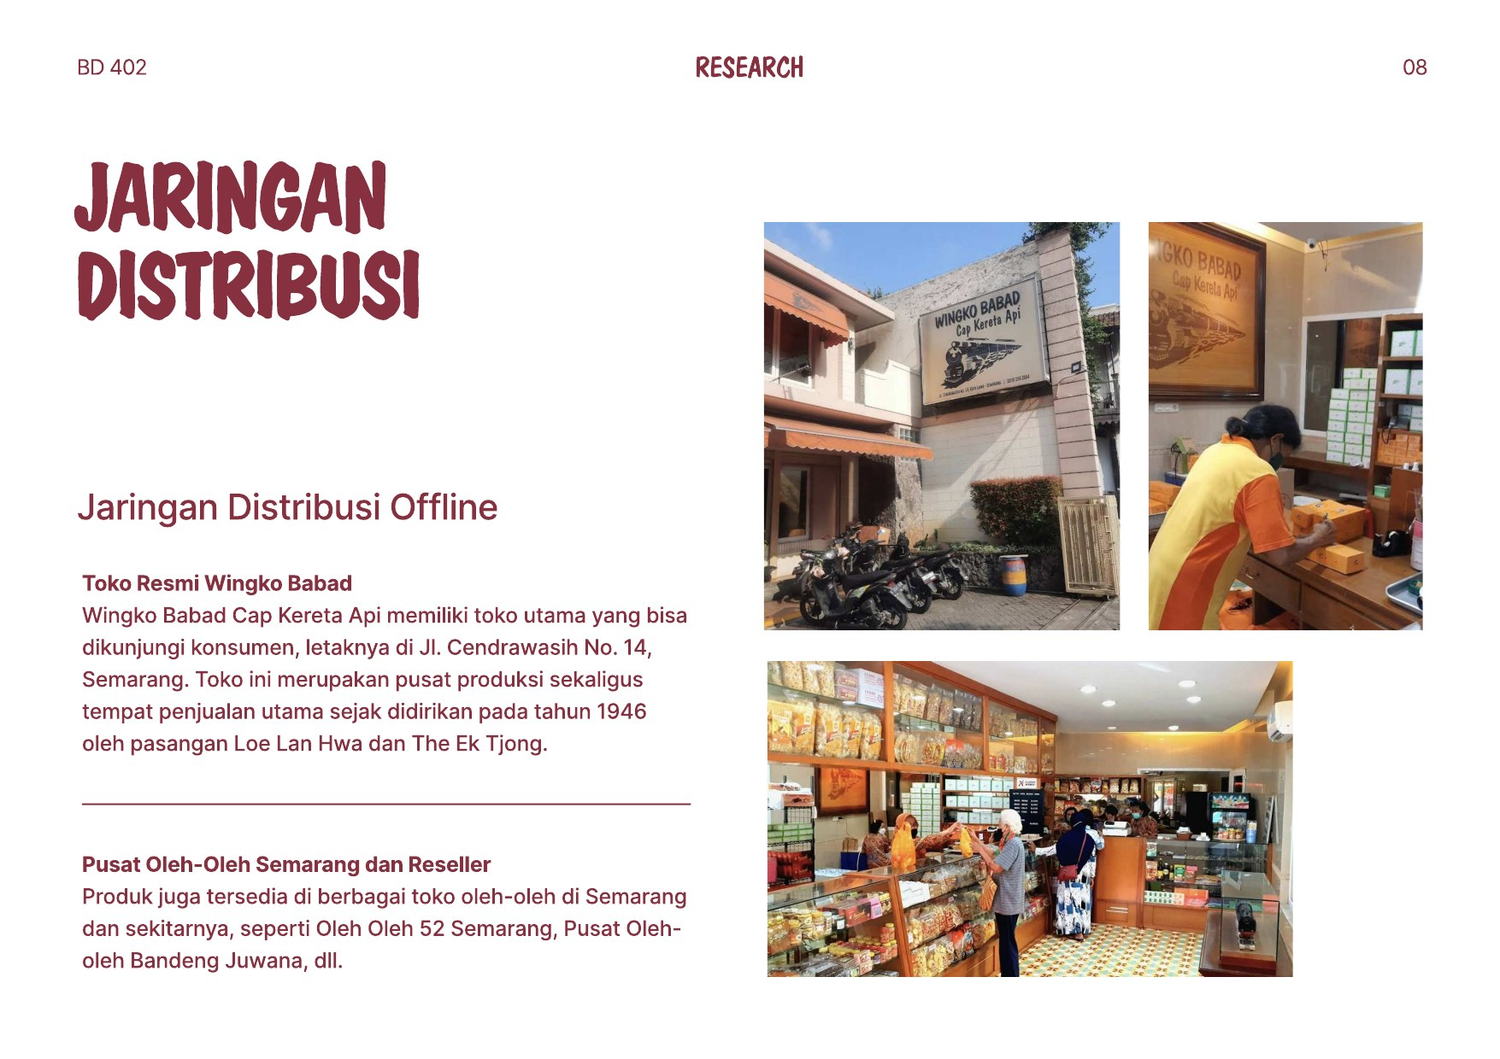 BD 402
RESEARCH
08
JARINGAN
DISTRIBUSI
Jaringan Distribusi Offline
Toko Resmi Wingko Babad
Wingko Babad Cap Kereta Api memiliki toko utama yang bisa
dikunjungi konsumen, letaknya di Jl. Cendrawasih No. 14,
Semarang. Toko ini merupakan pusat produksi sekaligus
tempat penjualan utama sejak didirikan pada tahun 1946
oleh pasangan Loe Lan Hwa dan The Ek Tjong.
Pusat Oleh-Oleh Semarang dan Reseller
Produk juga tersedia di berbagai toko oleh-oleh di Semarang
dan sekitarnya, seperti Oleh Oleh 52 Semarang, Pusat Oleh-
oleh Bandeng Juwana, dll.
WINGKO BABAD
Cap Kereta Api
NGKO BABAD
Cap Kereta Api